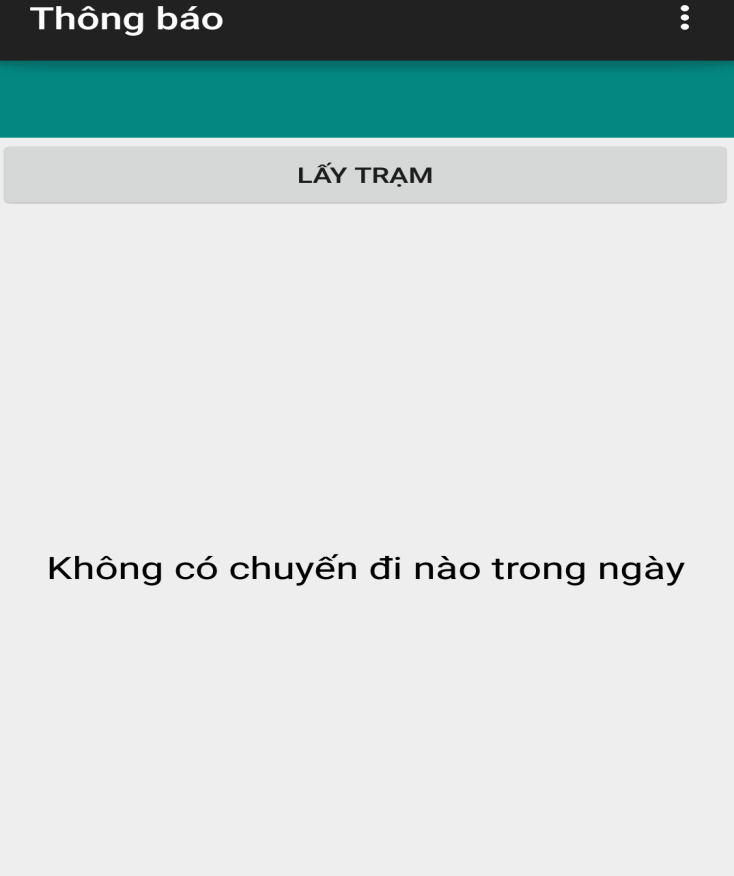 Thông báo
LẤY TRẠM
Không có chuyến đi nào trong ngày